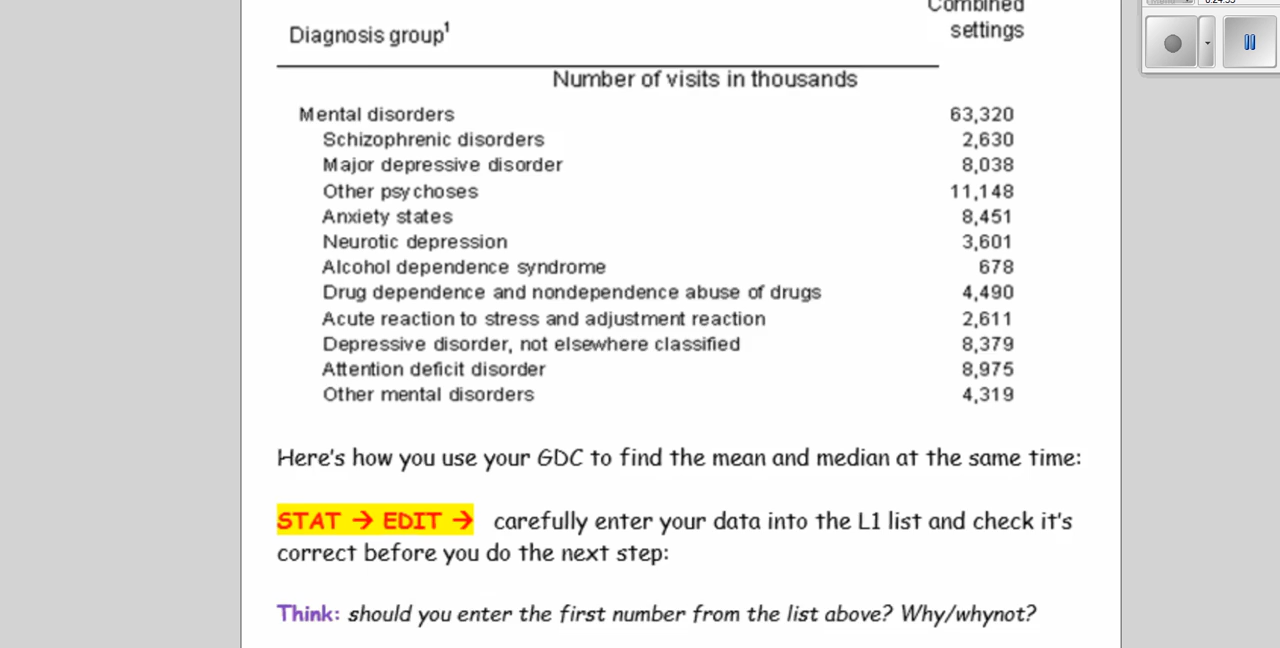 Combined
Diagnosis group1 settings
Number of visits in thousands
Mental disorders 63,320
Schizophrenic disorders 2,630
Major depressive disorder 8,038
Other psychoses 11,148
Anxiety states 8,451
Neurotic depression 3,601
Alcohol dependence syndrome 678
Drug dependence and nondependence abuse of drugs 4,490
Acute reaction to stress and adjustment reaction 2,611
Depressive disorder, not elsewhere classified 8,379
Attention deficit disorder 8,975
Other mental disorders 4,319
Here's how you use your GDC to find the mean and median at the same time:
STAT → EDIT → carefully enter your data into the L1 list and check it's
correct before you do the next step:
Think: should you enter the first number from the list above? Why/whynot?